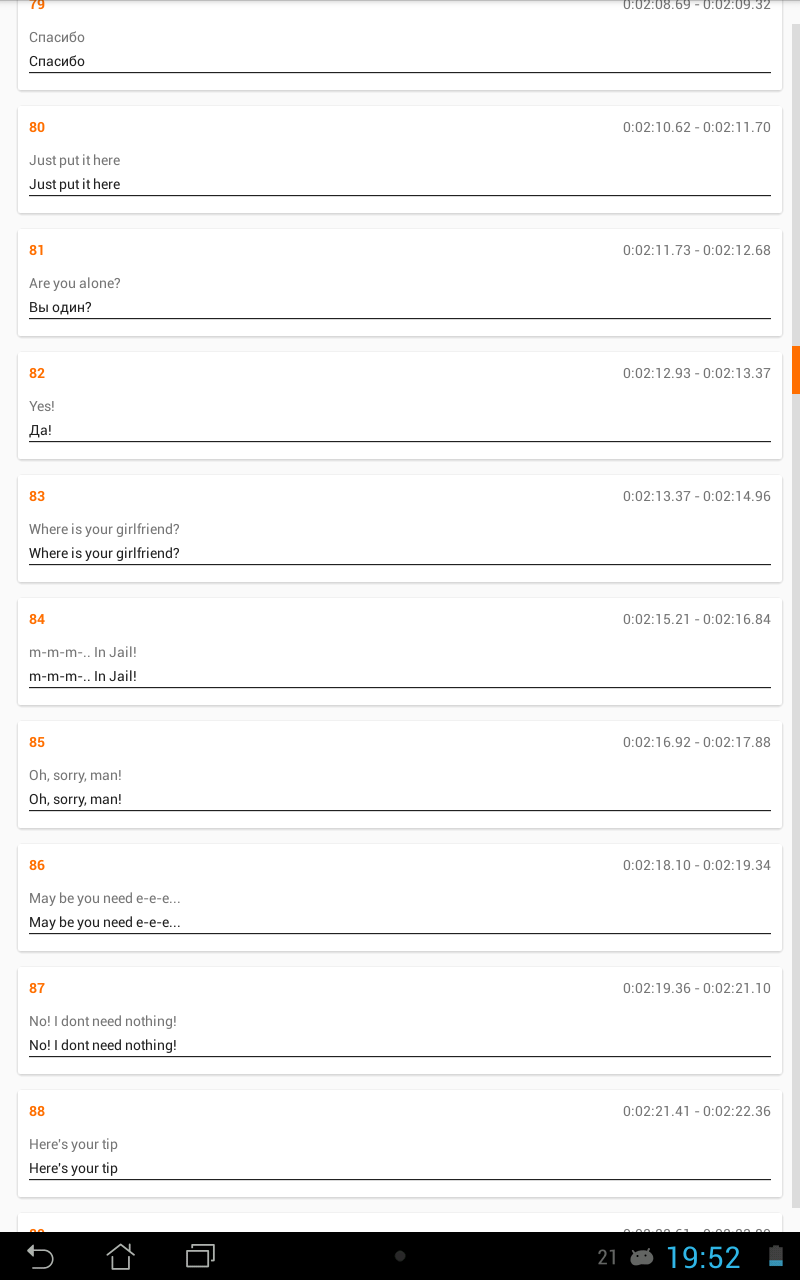 79 0:02:08.69 - 0:02:09.32
Спасибо
Спасибо
80 0:02:10.62 - 0:02:11.70
Just put it here
Just put it here
81 0:02:11.73 - 0:02:12.68
Are you alone?
Вы один?
82 0:02:12.93 - 0:02:13.37
Yes!
Да!
83 0:02:13.37 - 0:02:14.96
Where is your girlfriend?
Where is your girlfriend?
84 0:02:15.21 - 0:02:16.84
m-m-m-.. In Jail!
m-m-m-.. In Jail!
85 0:02:16.92 - 0:02:17.88
Oh, sorry, man!
Oh, sorry, man!
86 0:02:18.10 - 0:02:19.34
May be you need e-e-e...
May be you need e-e-e...
87 0:02:19.36 - 0:02:21.10
No! I dont need nothing!
No! I dont need nothing!
88 0:02:21.41 - 0:02:22.36
Here's your tip
Here's your tip
21 19:52